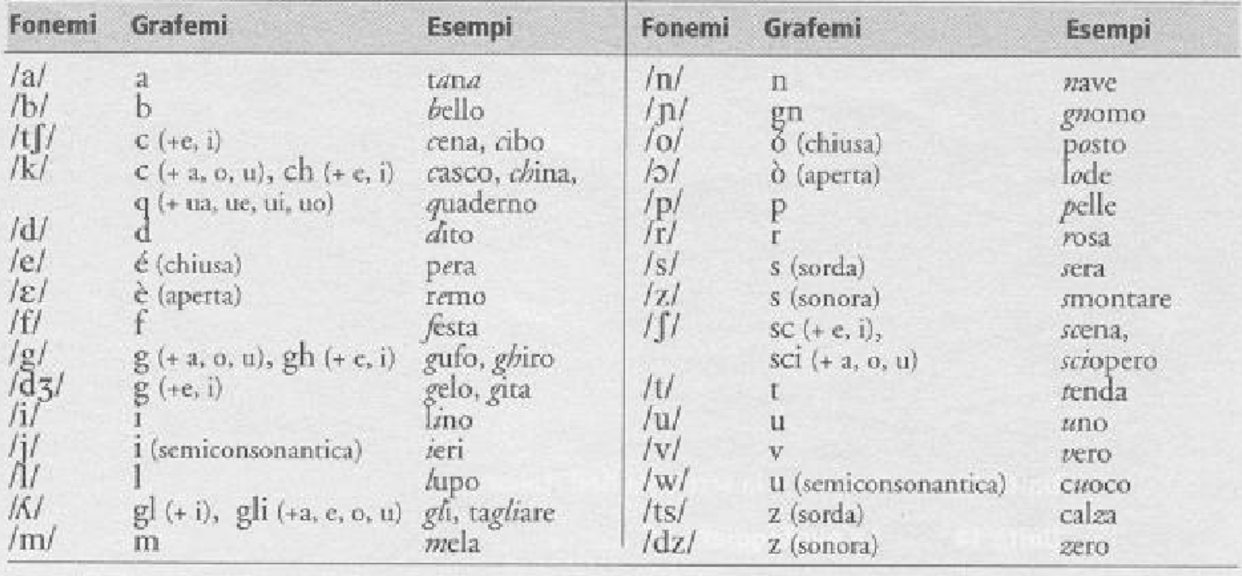 Fonemi Grafemi Esempi
/a/ a tana
/b/ b bello
/tʃ/ c (+e, i) cena, cibo
/k/ c (+ a, o, u), ch (+ e, i) casco, china,
q (+ ua, ue, ui, uo) quaderno
/d/ d dito
/e/ é (chiusa) pera
/ɛ/ è (aperta) remo
/f/ f festa
/g/ g (+ a, o, u), gh (+ e, i) gufo, ghiro
/dʒ/ g (+e, i) gelo, gita
/i/ i lino
/j/ i (semiconsonantica) ieri
/l/ l lupo
/ʎ/ gl (+ i), gli (+a, e, o, u) gli, tagliare
/m/ m mela
Fonemi Grafemi Esempi
/n/ n nave
/ɲ/ gn gnomo
/o/ ó (chiusa) posto
/ɔ/ ò (aperta) lode
/p/ p pelle
/r/ r rosa
/s/ s (sorda) sera
/z/ s (sonora) smontare
/ʃ/ sc (+ e, i), scena,
sci (+ a, o, u) sciopero
/t/ t tenda
/u/ u uno
/v/ v vero
/w/ u (semiconsonantica) cuoco
/ts/ z (sorda) calza
/dz/ z (sonora) zero